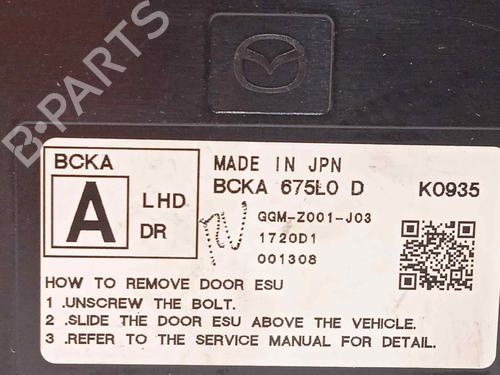 B-PARTS
BCKA
A
LHD
DR
MADE IN JPN
BCKA 675L0 D
K0935
GGM-Z001-J03
1720D1
001308
HOW TO REMOVE DOOR ESU
1 .UNSCREW THE BOLT.
2 .SLIDE THE DOOR ESU ABOVE THE VEHICLE.
3 .REFER TO THE SERVICE MANUAL FOR DETAIL.